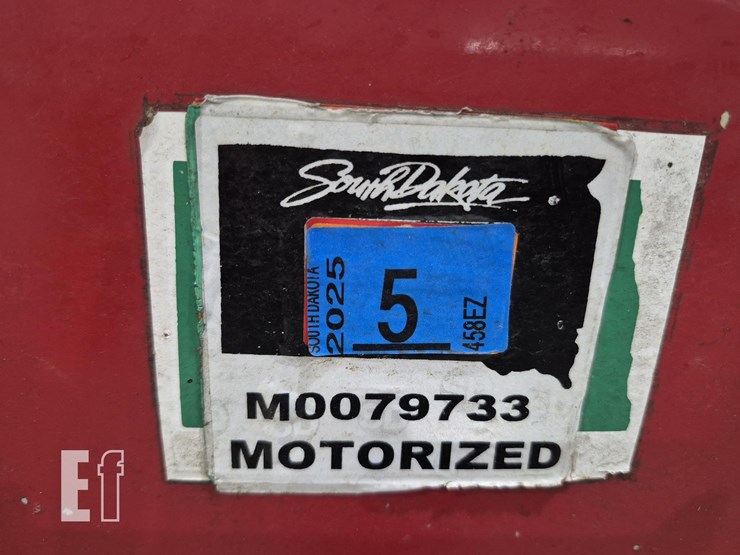 South Dakota
SOUTH DAKOTA
2025
5
458EZ
M0079733
MOTORIZED
Ef